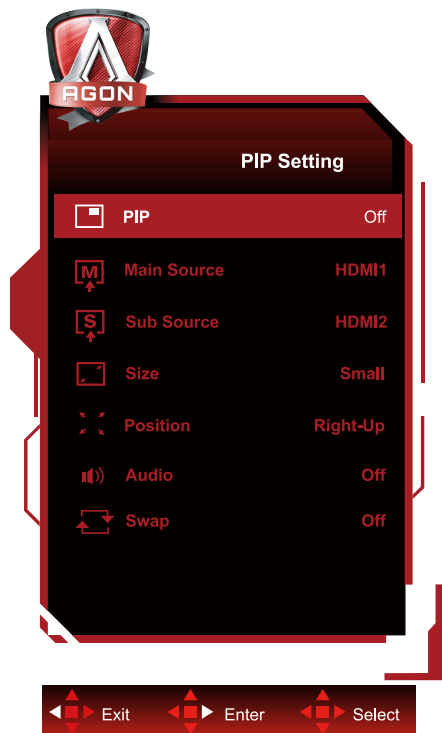 AGON
PIP Setting
PIP Off
M Main Source HDMI1
S Sub Source HDMI2
Size Small
Position Right-Up
Audio Off
Swap Off
Exit Enter Select